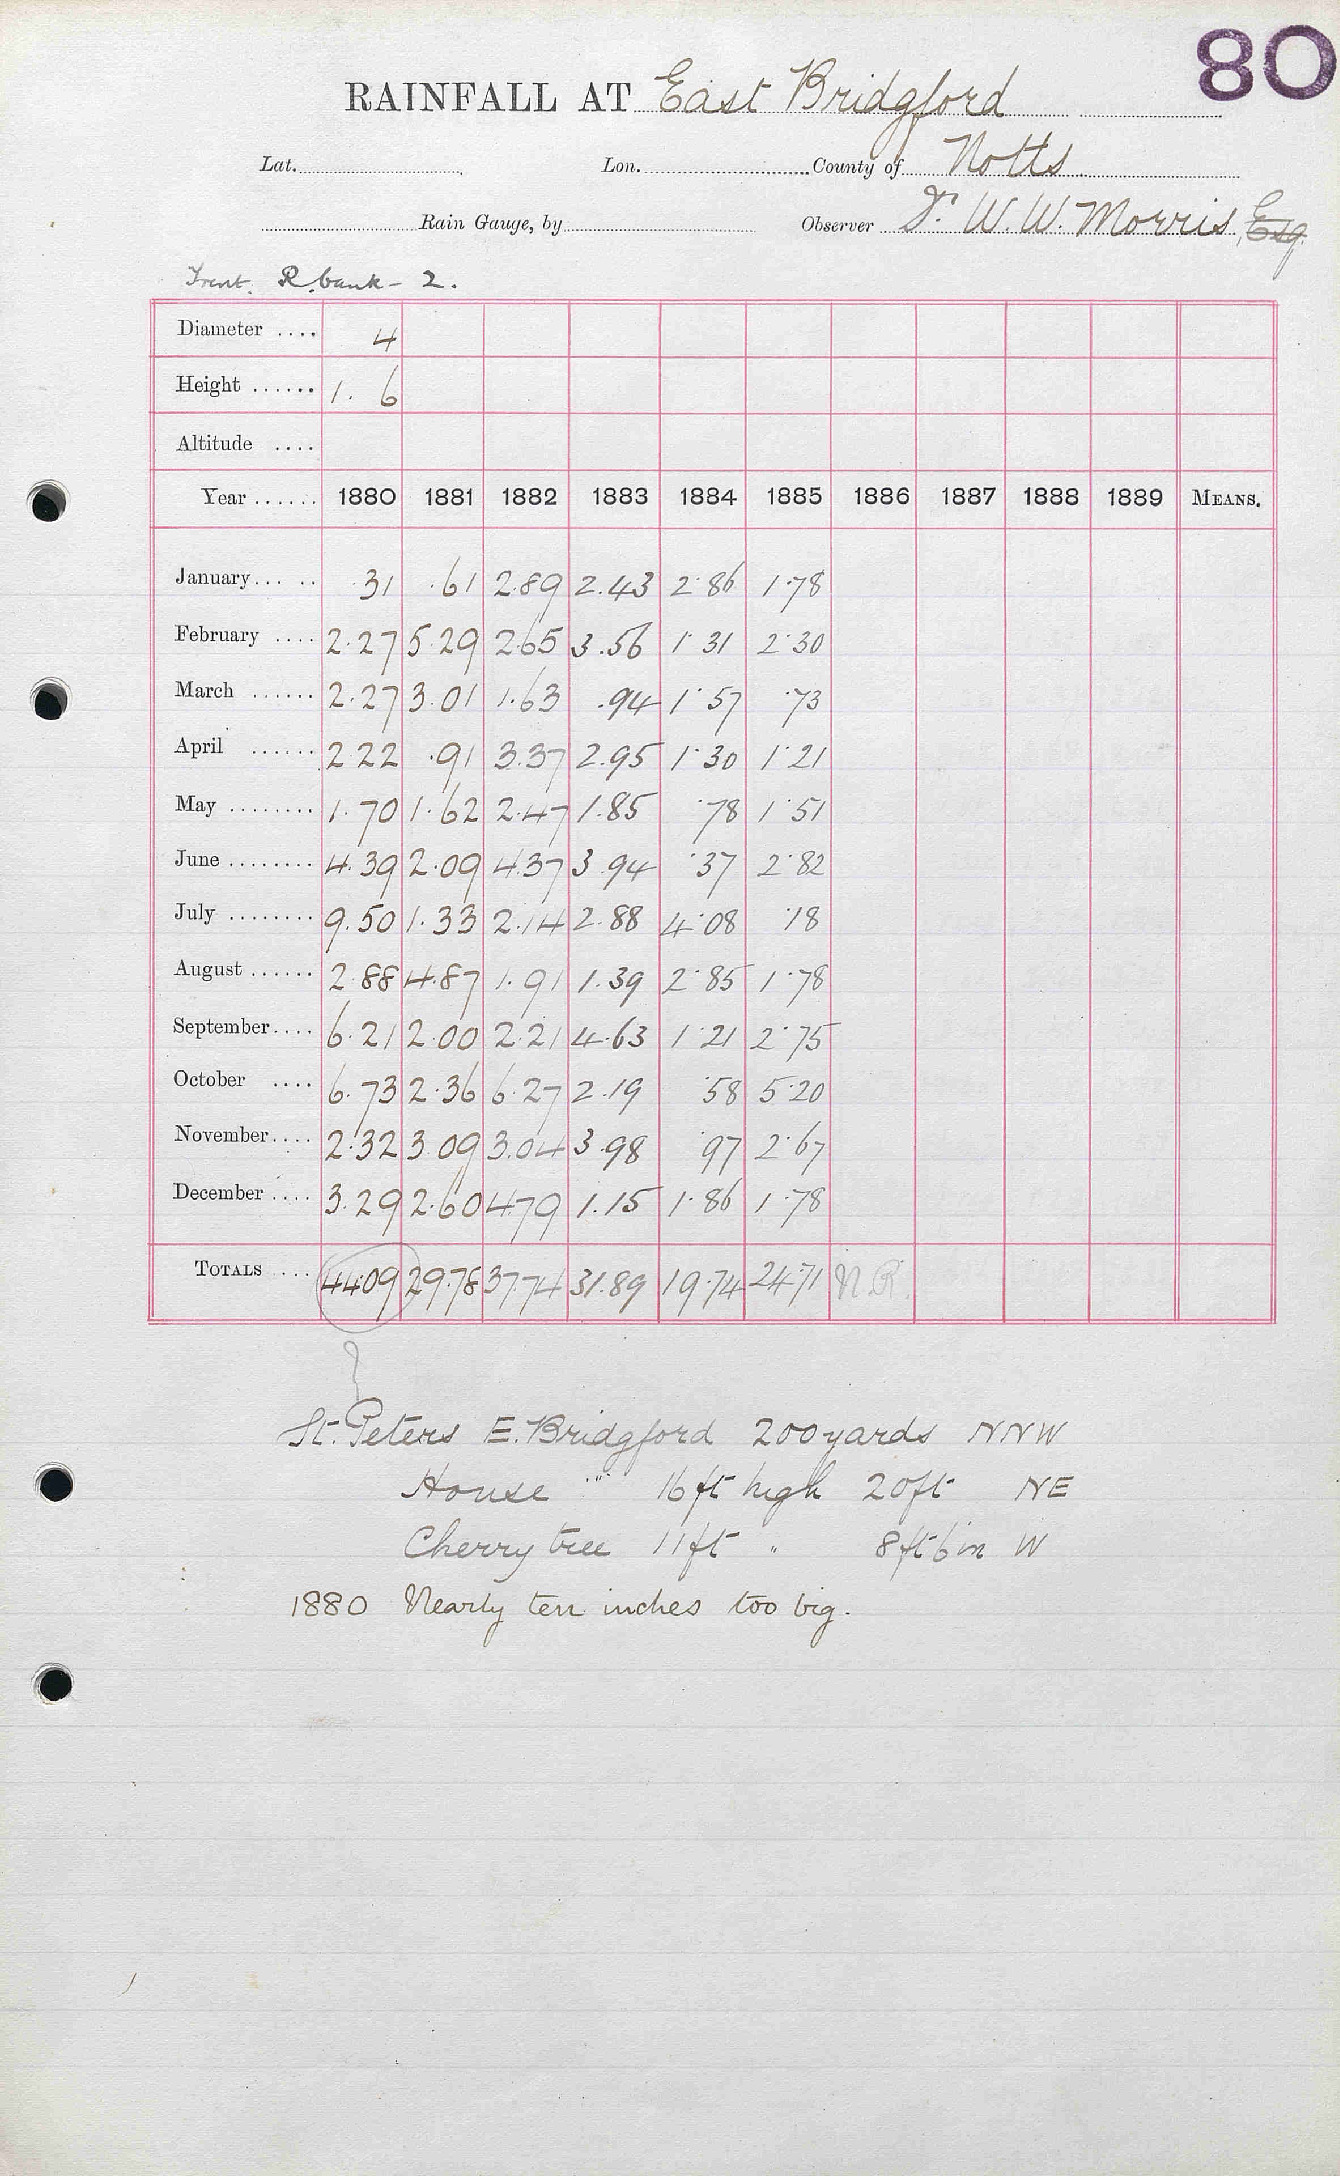 80
RAINFALL AT East Bridgford
Lat. Lon. County of Notts
Rain Gauge, by Observer Dr. W. W. Morris, Esq.
Trent. R. bank - 2.
Diameter .... 4
Height ...... 1. 6
Altitude ....
Year ...... 1880 1881 1882 1883 1884 1885 1886 1887 1888 1889 MEANS.
January... .. .31 .61 2.89 2.43 2.86 1.78
February .... 2.27 5.29 2.65 3.56 1.31 2.30
March ...... 2.27 3.01 1.63 .94 1.57 .73
April ...... 2.22 .91 3.37 2.95 1.30 1.21
May ........ 1.70 1.62 2.47 1.85 .78 1.51
June ........ 4.39 2.09 4.37 3.94 .37 2.82
July ........ 9.50 1.33 2.14 2.88 4.08 .18
August ...... 2.88 4.87 1.91 1.39 2.85 1.78
September.... 6.21 2.00 2.21 4.63 1.21 2.75
October .... 6.73 2.36 6.27 2.19 .58 5.20
November.... 2.32 3.09 3.04 3.98 .97 2.67
December .... 3.29 2.60 4.79 1.15 1.86 1.78
TOTALS ... 44.09 29.78 37.74 31.89 19.74 24.71 N.R.
St. Peters E. Bridgford 200 yards NNW
House "" 16ft high 20ft NE
Cherry tree 11ft " 8ft 6in W
1880 Nearly ten inches too big.